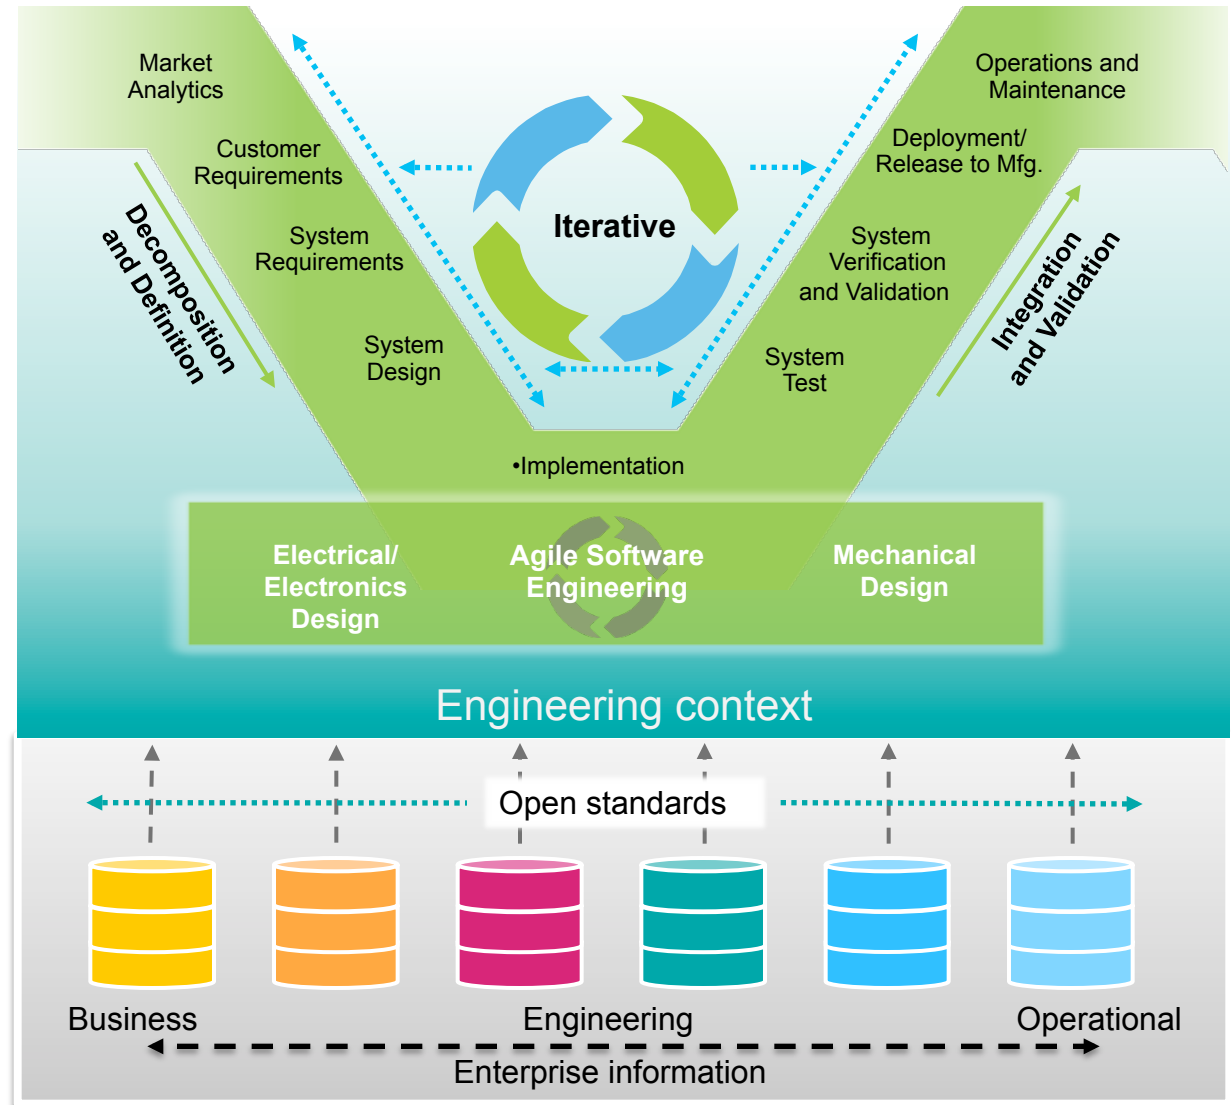 Market
Analytics
Customer
Requirements
System
Requirements
System
Design
Decomposition
and Definition
Iterative
Operations and
Maintenance
Deployment/
Release to Mfg.
System
Verification
and Validation
System
Test
Integration
and Validation
•Implementation
Electrical/
Electronics
Design
Agile Software
Engineering
Mechanical
Design
Engineering context
Open standards
Business
Engineering
Operational
Enterprise information